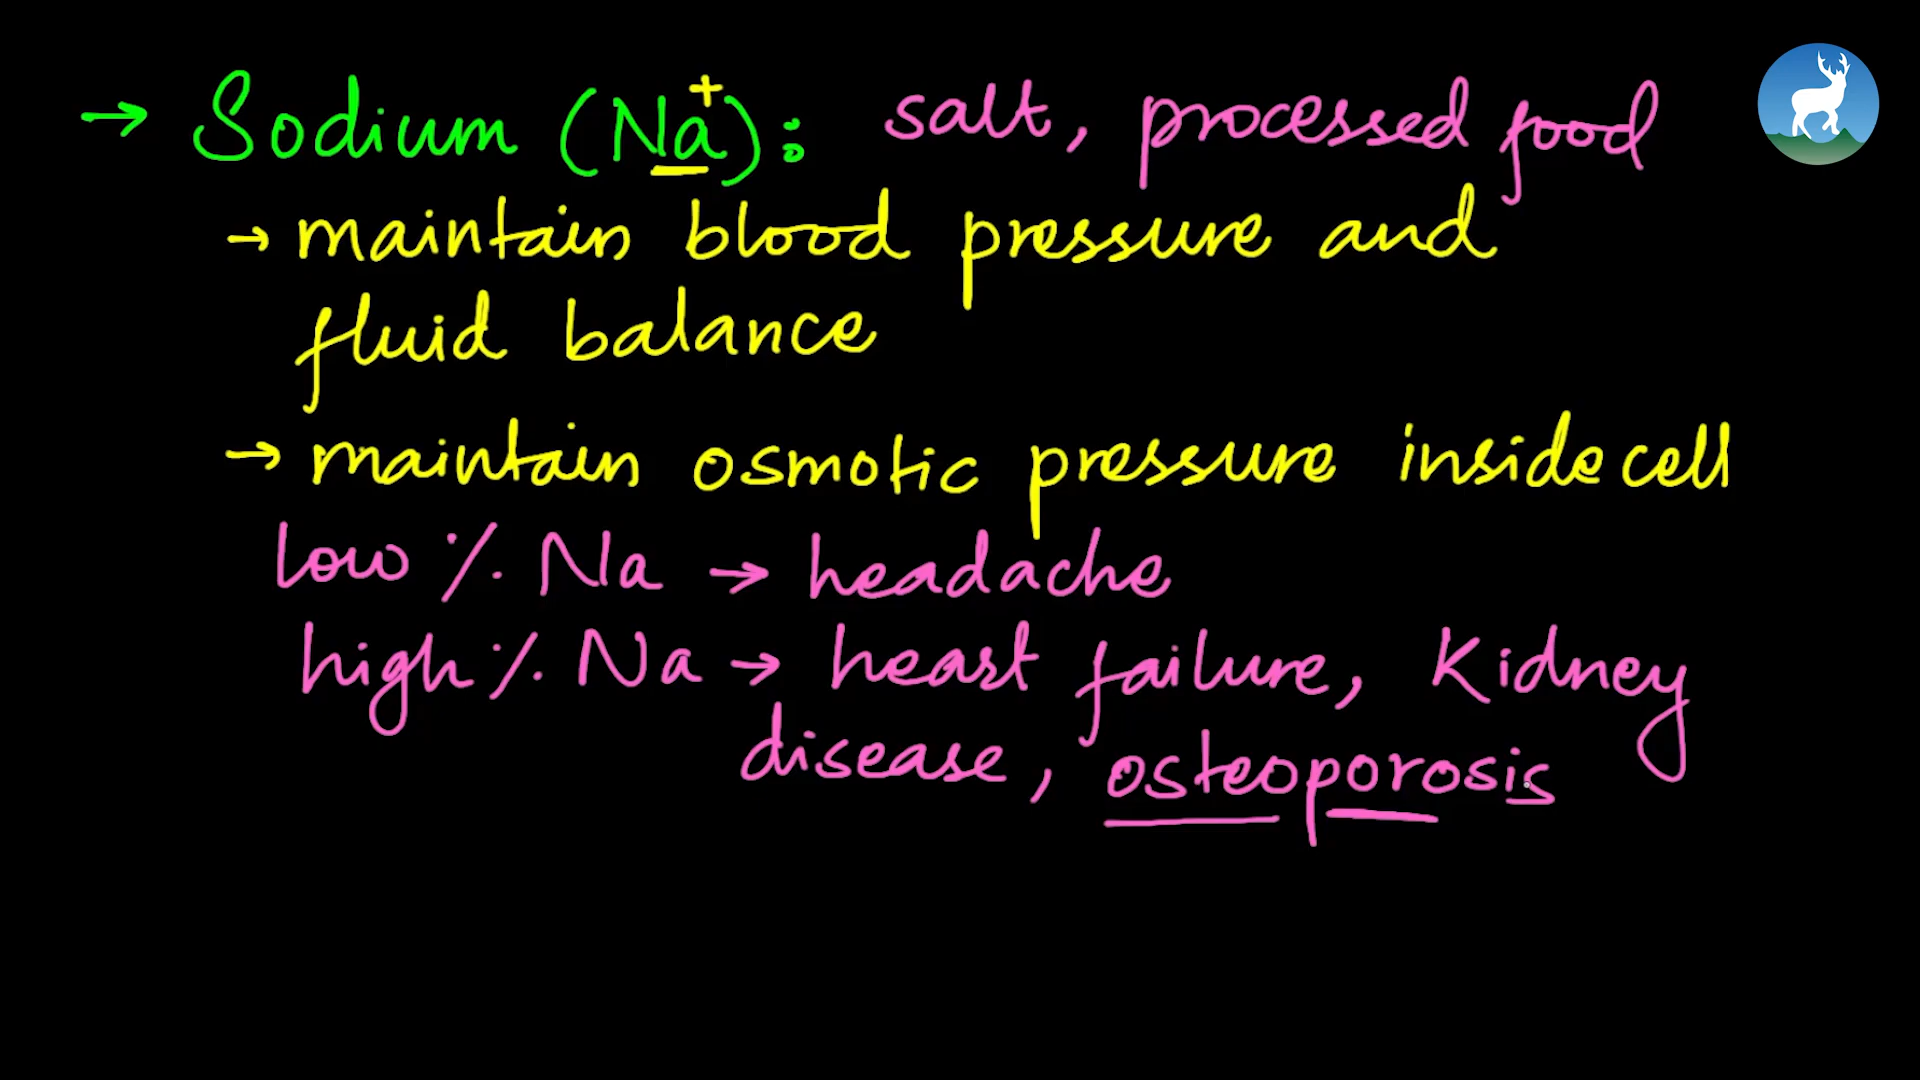 → Sodium (Na⁺): salt, processed food
→ maintain blood pressure and
fluid balance
→ maintain osmotic pressure inside cell
low % Na → headache
high % Na → heart failure, Kidney
disease, osteoporosis